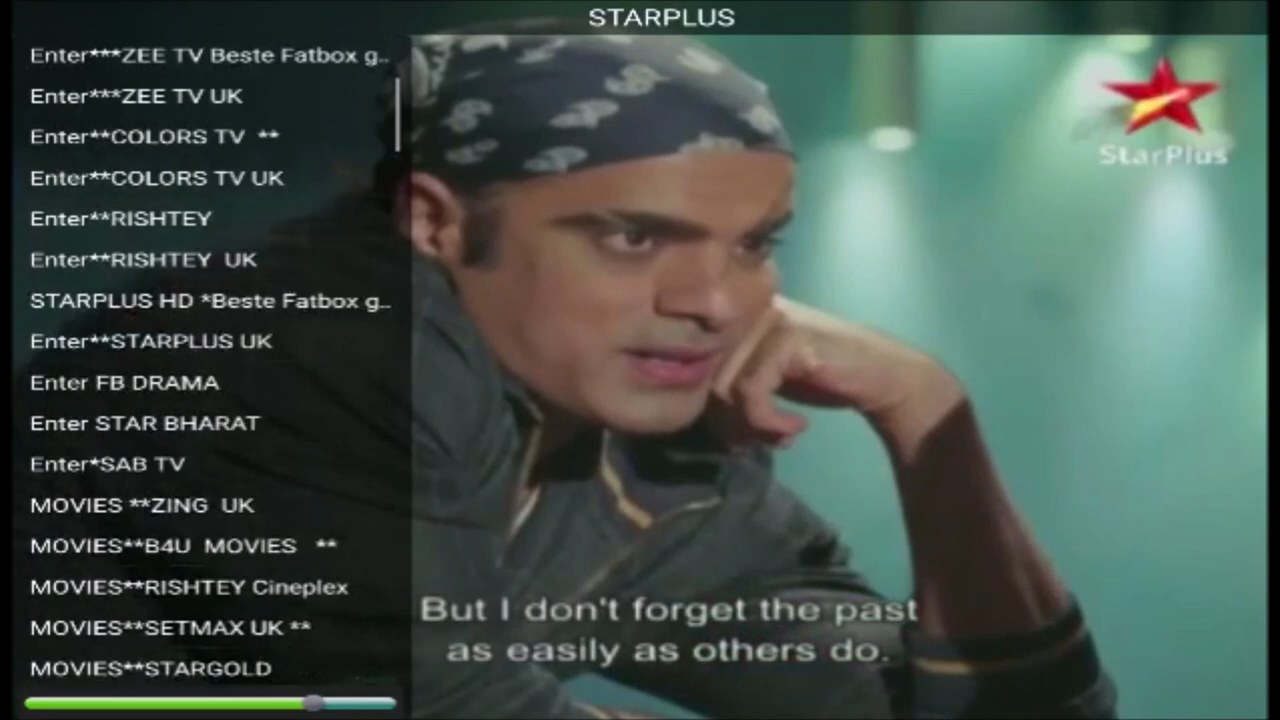 STARPLUS
Enter***ZEE TV Beste Fatbox g..
Enter***ZEE TV UK
Enter**COLORS TV **
Enter**COLORS TV UK
Enter**RISHTEY
Enter**RISHTEY UK
STARPLUS HD *Beste Fatbox g..
Enter**STARPLUS UK
Enter FB DRAMA
Enter STAR BHARAT
Enter*SAB TV
MOVIES **ZING UK
MOVIES**B4U MOVIES **
MOVIES**RISHTEY Cineplex
MOVIES**SETMAX UK **
MOVIES**STARGOLD
StarPlus
But I don't forget the past
as easily as others do.